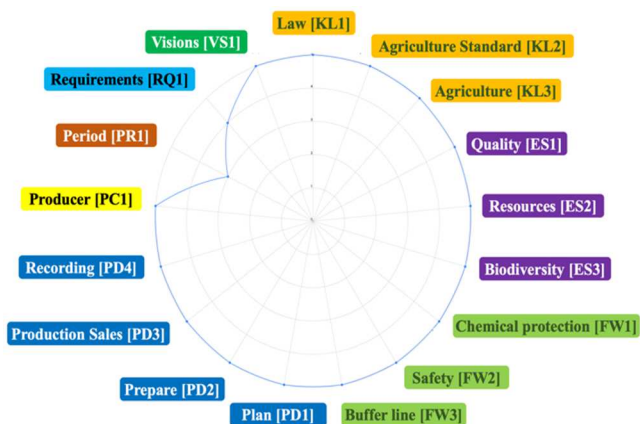 Law [KL1]
Agriculture Standard [KL2]
Agriculture [KL3]
Quality [ES1]
Resources [ES2]
Biodiversity [ES3]
Chemical protection [FW1]
Safety [FW2]
Buffer line [FW3]
Plan [PD1]
Prepare [PD2]
Production Sales [PD3]
Recording [PD4]
Producer [PC1]
Period [PR1]
Requirements [RQ1]
Visions [VS1]